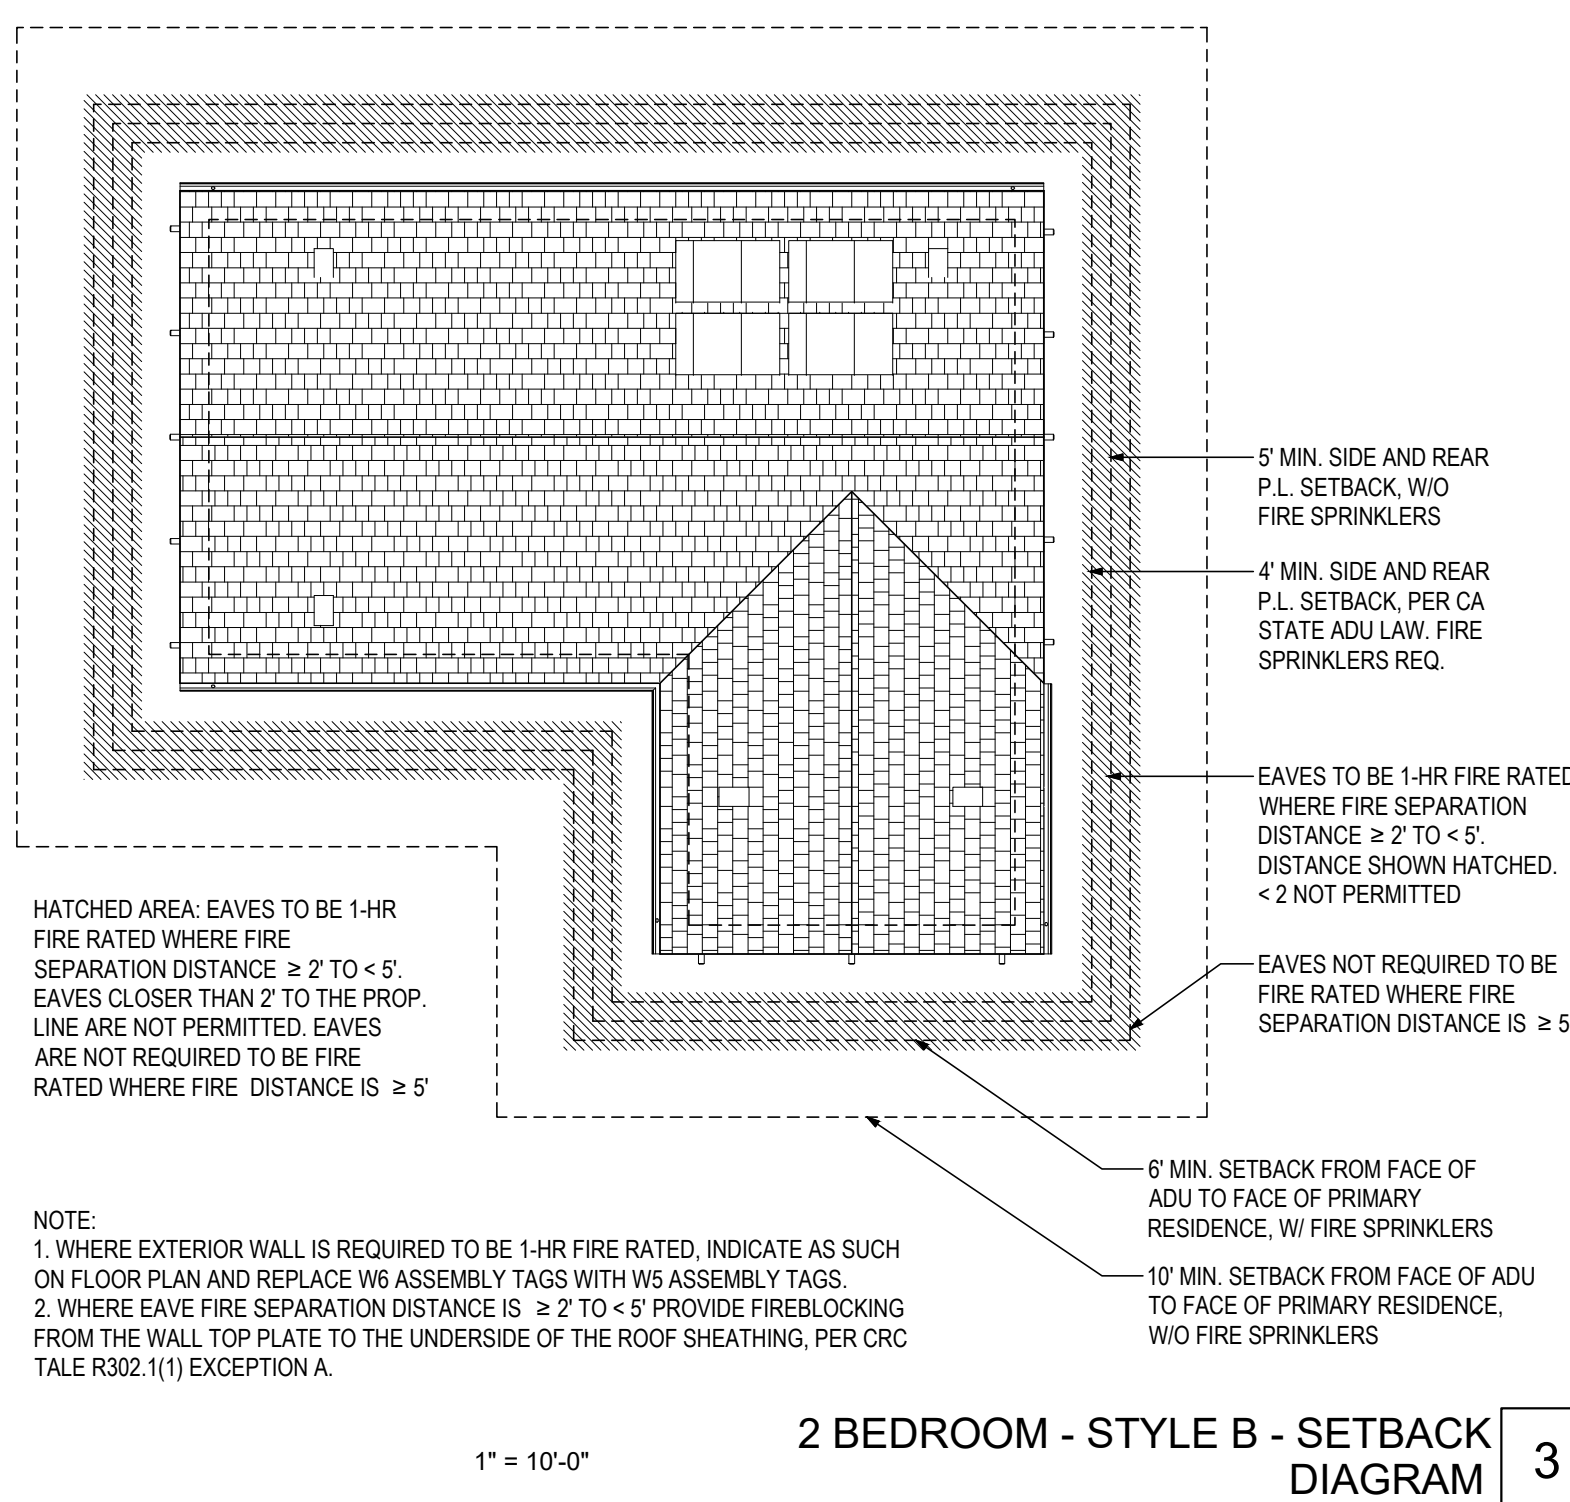 5' MIN. SIDE AND REAR
P.L. SETBACK, W/O
FIRE SPRINKLERS
4' MIN. SIDE AND REAR
P.L. SETBACK, PER CA
STATE ADU LAW. FIRE
SPRINKLERS REQ.
EAVES TO BE 1-HR FIRE RATED
WHERE FIRE SEPARATION
DISTANCE ≥ 2' TO < 5'.
DISTANCE SHOWN HATCHED.
< 2 NOT PERMITTED
EAVES NOT REQUIRED TO BE
FIRE RATED WHERE FIRE
SEPARATION DISTANCE IS ≥ 5
HATCHED AREA: EAVES TO BE 1-HR
FIRE RATED WHERE FIRE
SEPARATION DISTANCE ≥ 2' TO < 5'.
EAVES CLOSER THAN 2' TO THE PROP.
LINE ARE NOT PERMITTED. EAVES
ARE NOT REQUIRED TO BE FIRE
RATED WHERE FIRE DISTANCE IS ≥ 5'
6' MIN. SETBACK FROM FACE OF
ADU TO FACE OF PRIMARY
RESIDENCE, W/ FIRE SPRINKLERS
10' MIN. SETBACK FROM FACE OF ADU
TO FACE OF PRIMARY RESIDENCE,
W/O FIRE SPRINKLERS
NOTE:
1. WHERE EXTERIOR WALL IS REQUIRED TO BE 1-HR FIRE RATED, INDICATE AS SUCH
ON FLOOR PLAN AND REPLACE W6 ASSEMBLY TAGS WITH W5 ASSEMBLY TAGS.
2. WHERE EAVE FIRE SEPARATION DISTANCE IS ≥ 2' TO < 5' PROVIDE FIREBLOCKING
FROM THE WALL TOP PLATE TO THE UNDERSIDE OF THE ROOF SHEATHING, PER CRC
TALE R302.1(1) EXCEPTION A.
1" = 10'-0"
2 BEDROOM - STYLE B - SETBACK
DIAGRAM
3